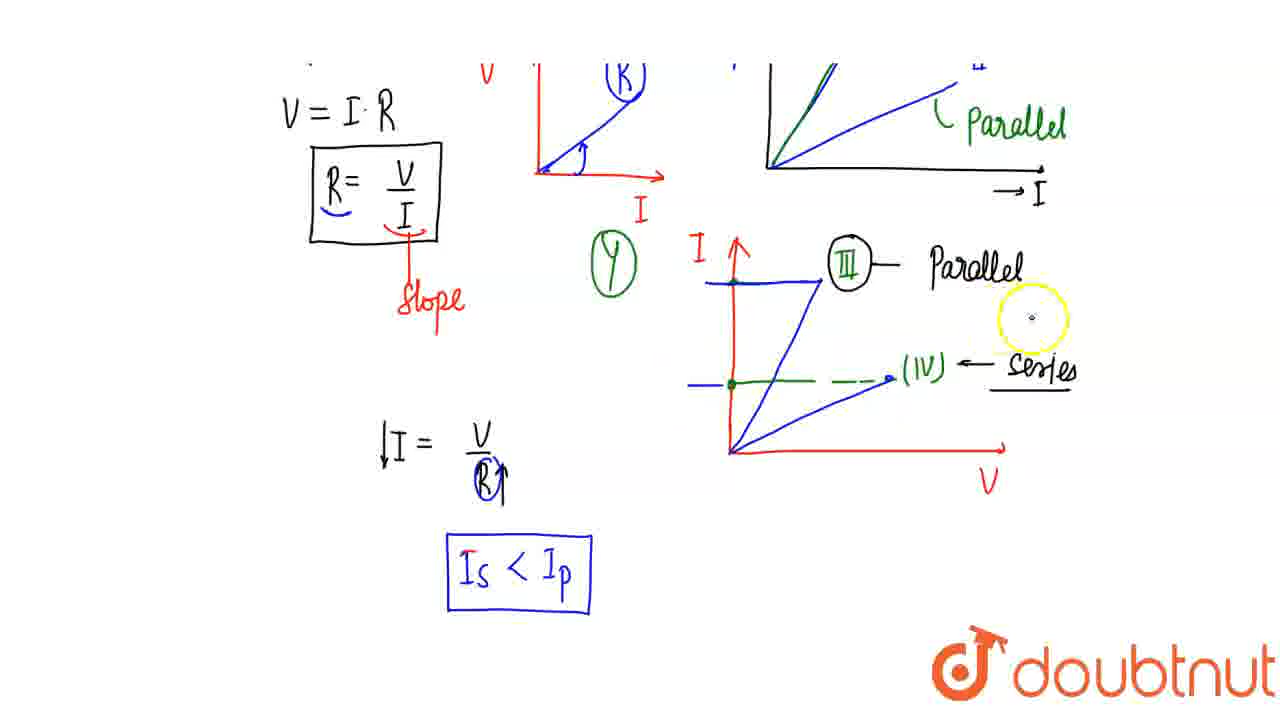 V = I · R
R = V / I
Slope
V
R
I
Parallel
→ I
Y
I
III — Parallel
(IV) ← Series
V
↓ I = V / R ↑
Is < Ip
doubtnut